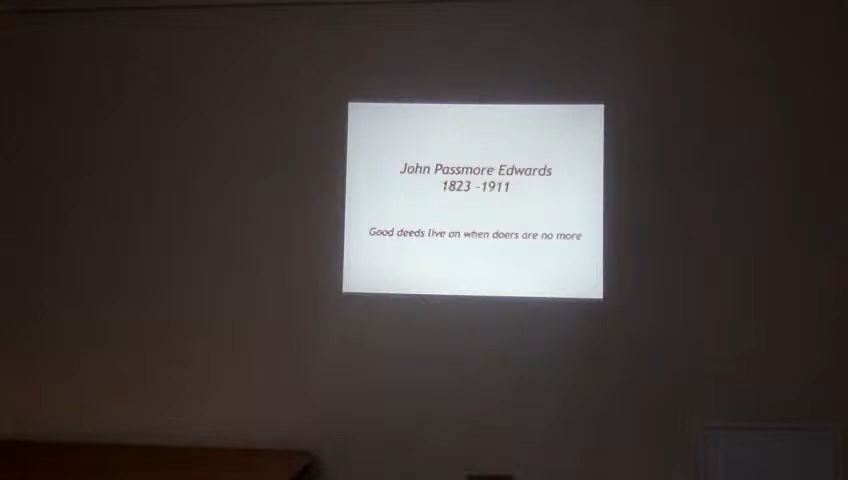 John Passmore Edwards
1823 -1911
Good deeds live on when doers are no more